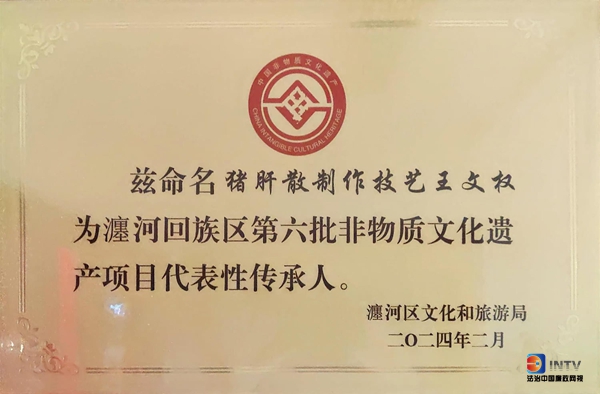 中国非物质文化遗产
CHINA INTANGIBLE CULTURAL HERITAGE
兹命名猪肝散制作技艺王文权
为瀍河回族区第六批非物质文化遗
产项目代表性传承人。
瀍河区文化和旅游局
二〇二四年二月
INTV
法治中国廉政网视